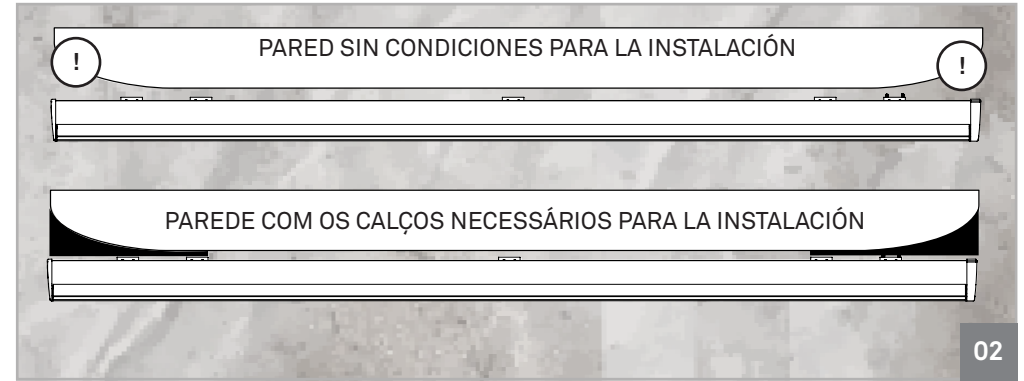 PARED SIN CONDICIONES PARA LA INSTALACIÓN
!
!
PAREDE COM OS CALÇOS NECESSÁRIOS PARA LA INSTALACIÓN
02